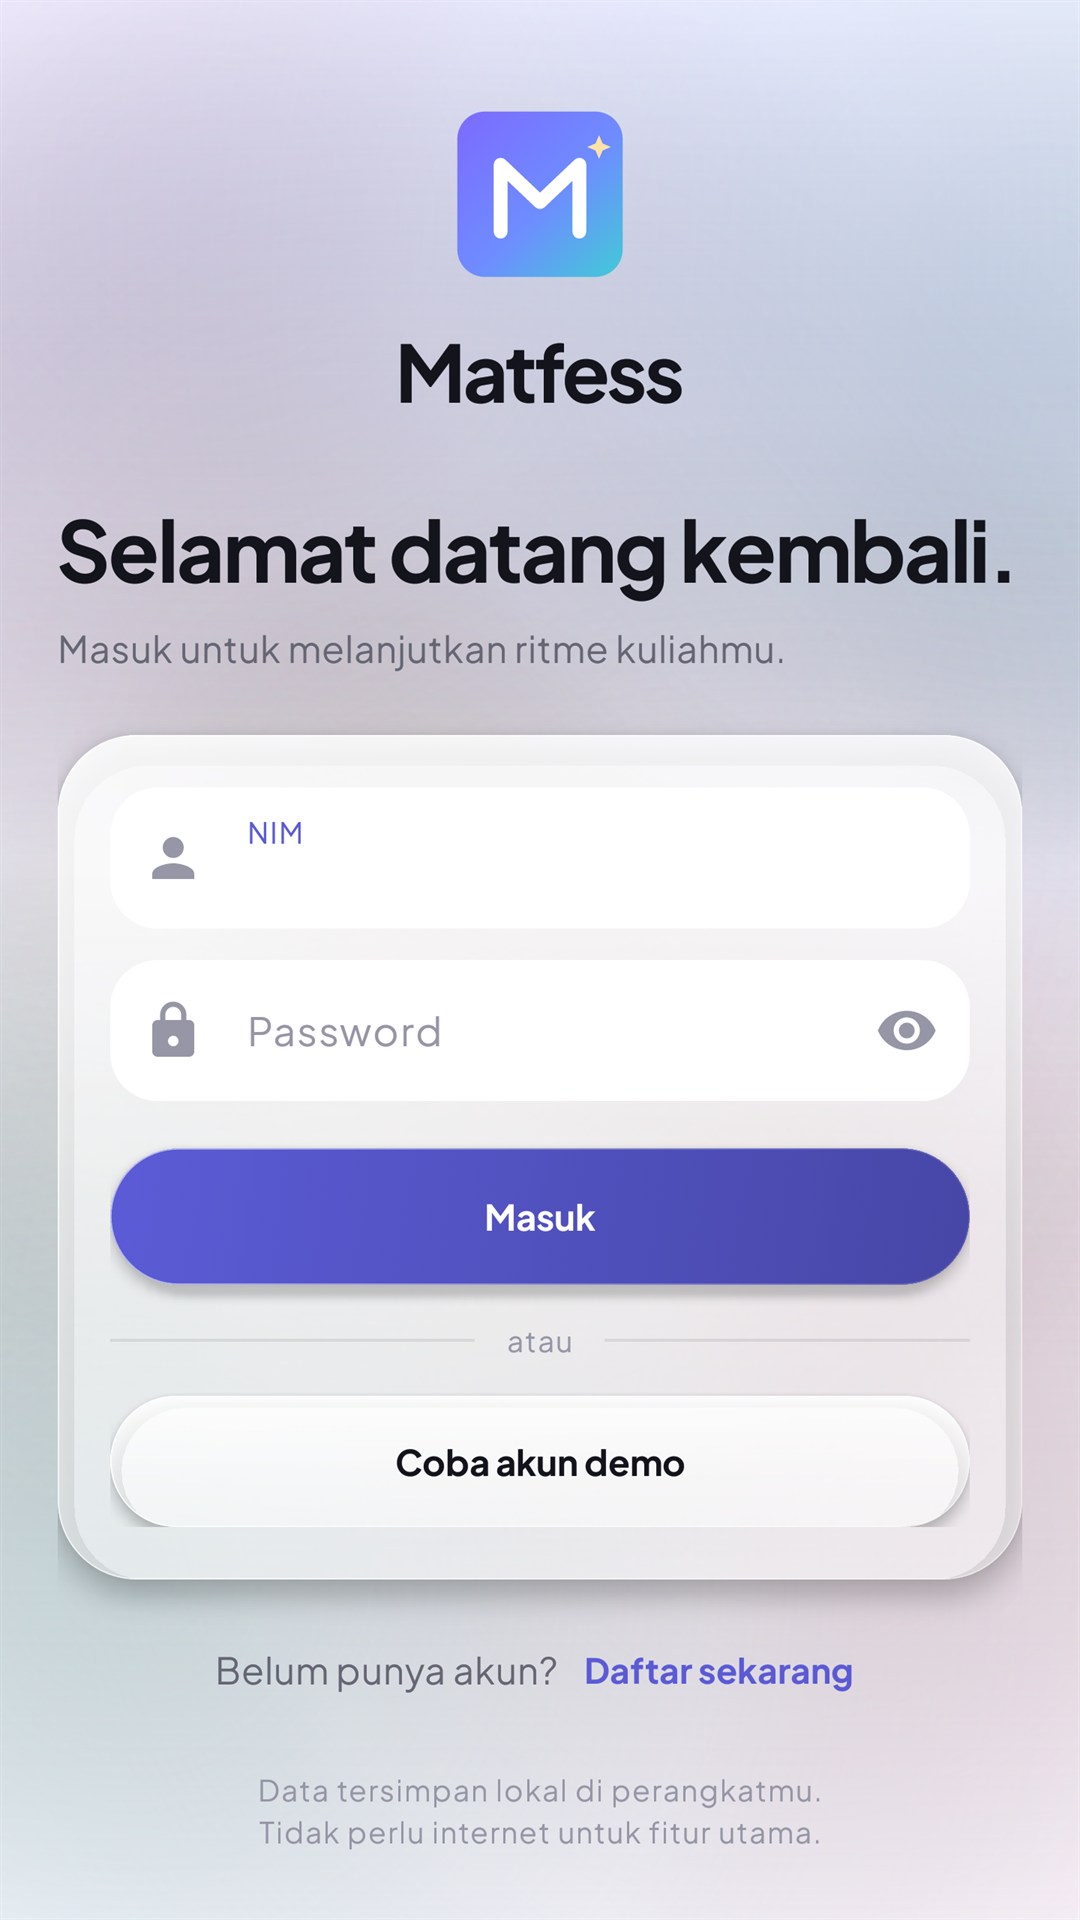 M
Matfess
Selamat datang kembali.
Masuk untuk melanjutkan ritme kuliahmu.
NIM
Password
Masuk
atau
Coba akun demo
Belum punya akun? Daftar sekarang
Data tersimpan lokal di perangkatmu.
Tidak perlu internet untuk fitur utama.